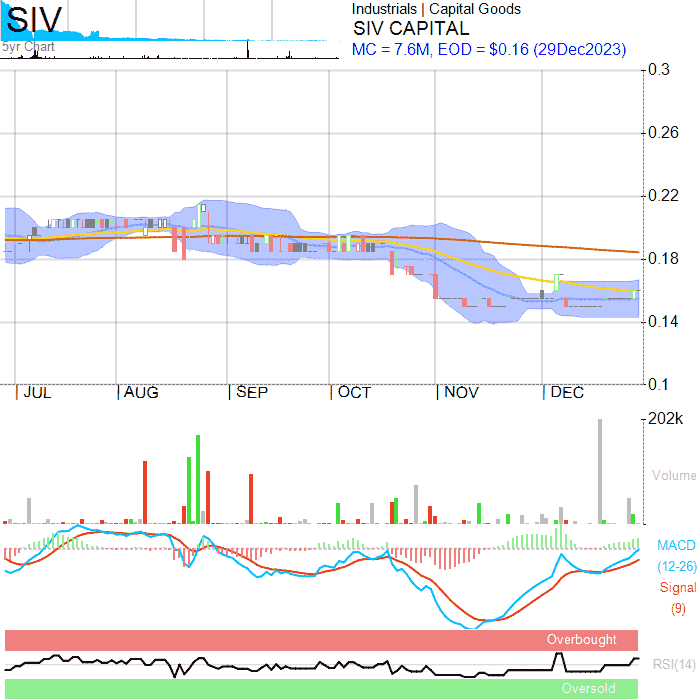 SIV
5yr Chart
Industrials | Capital Goods
SIV CAPITAL
MC = 7.6M, EOD = $0.16 (29Dec2023)
0.3
0.26
0.22
0.18
0.14
0.1
JUL
AUG
SEP
OCT
NOV
DEC
202k
Volume
MACD
(12-26)
Signal
(9)
Overbought
RSI(14)
Oversold